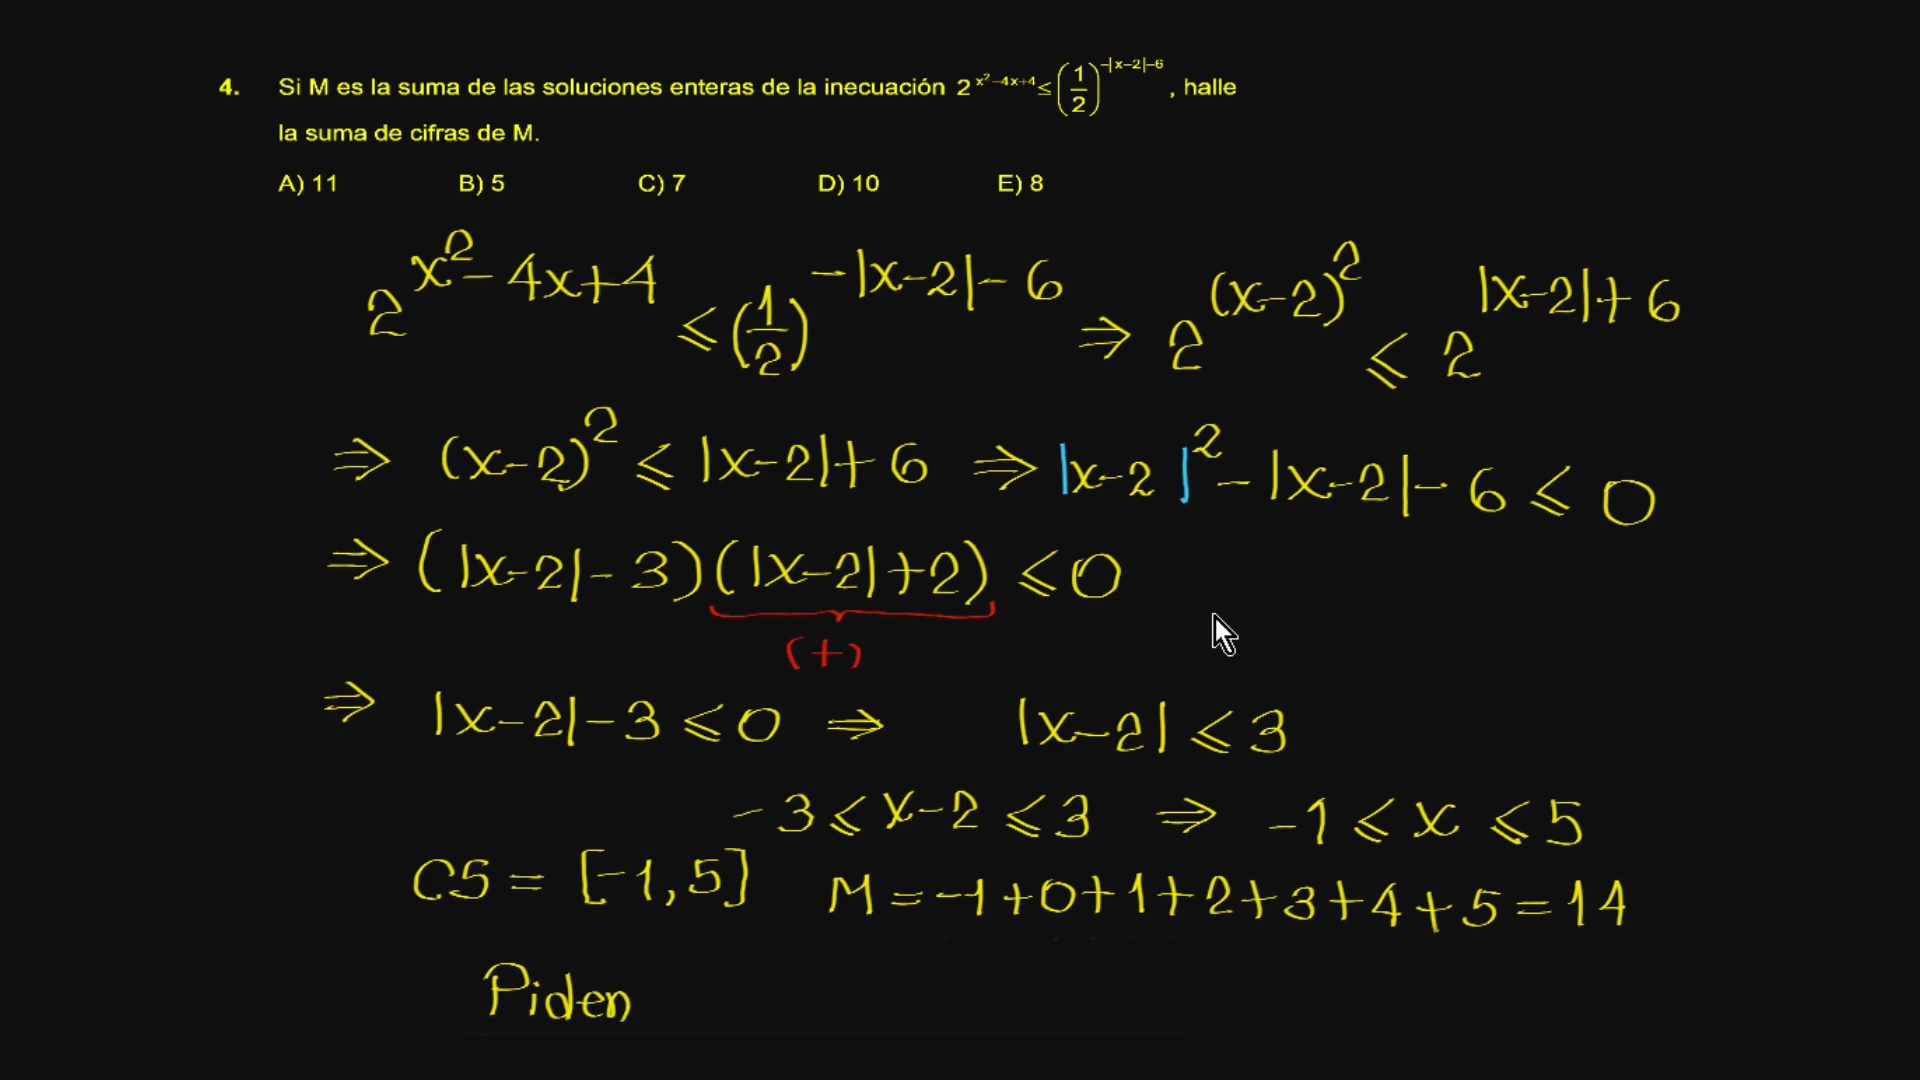 4. Si M es la suma de las soluciones enteras de la inecuación 2^(x²-4x+4) ≤ (1/2)^(-|x-2|-6) , halle
la suma de cifras de M.
A) 11 B) 5 C) 7 D) 10 E) 8
2^(x²-4x+4) ≤ (1/2)^(-|x-2|-6) ⇒ 2^((x-2)²) ≤ 2^(|x-2|+6)
⇒ (x-2)² ≤ |x-2|+6 ⇒ |x-2|² - |x-2| - 6 ≤ 0
⇒ (|x-2|-3)(|x-2|+2) ≤ 0
(+)
⇒ |x-2|-3 ≤ 0 ⇒ |x-2| ≤ 3
-3 ≤ x-2 ≤ 3 ⇒ -1 ≤ x ≤ 5
CS = [-1,5] M = -1+0+1+2+3+4+5 = 14
Piden